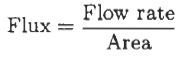 Flux = Flow rate / Area